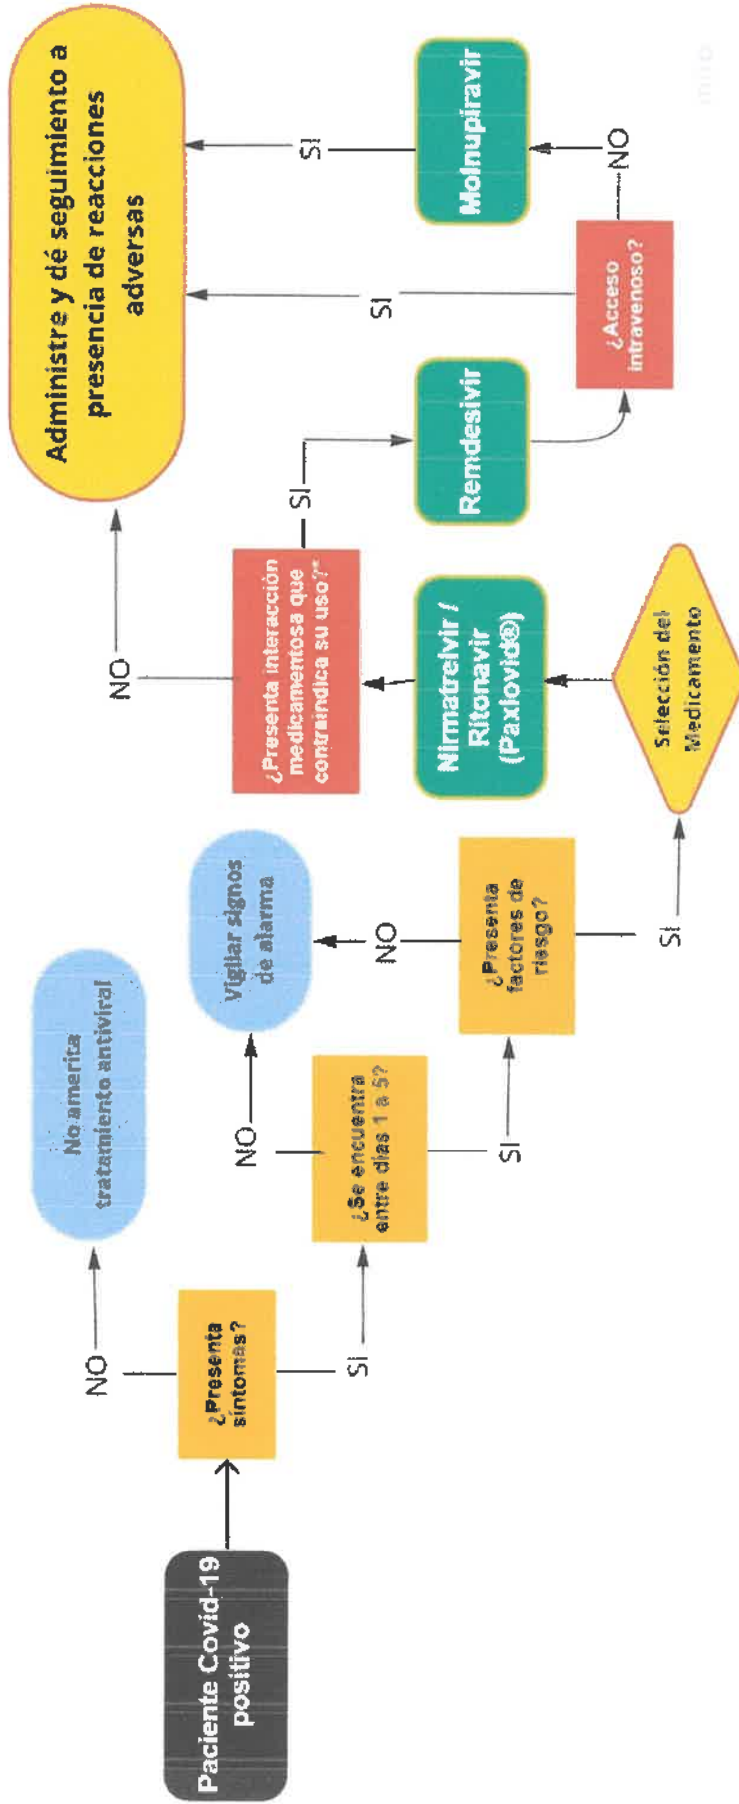 Paciente Covid-19
positivo
¿Presenta
síntomas?
NO
No amerita
tratamiento antiviral
SI
¿Se encuentra
entre días 1 a 5?
NO
Vigilar signos
de alarma
SI
¿Presenta
factores de
riesgo?
NO
SI
Selección del
Medicamento
Nirmatrelvir /
Ritonavir
(Paxlovid®)
¿Presenta interacción
medicamentosa que
contraindica su uso?*
NO
SI
Remdesivir
¿Acceso
intravenoso?
SI
NO
Molnupiravir
SI
Administre y dé seguimiento a
presencia de reacciones
adversas